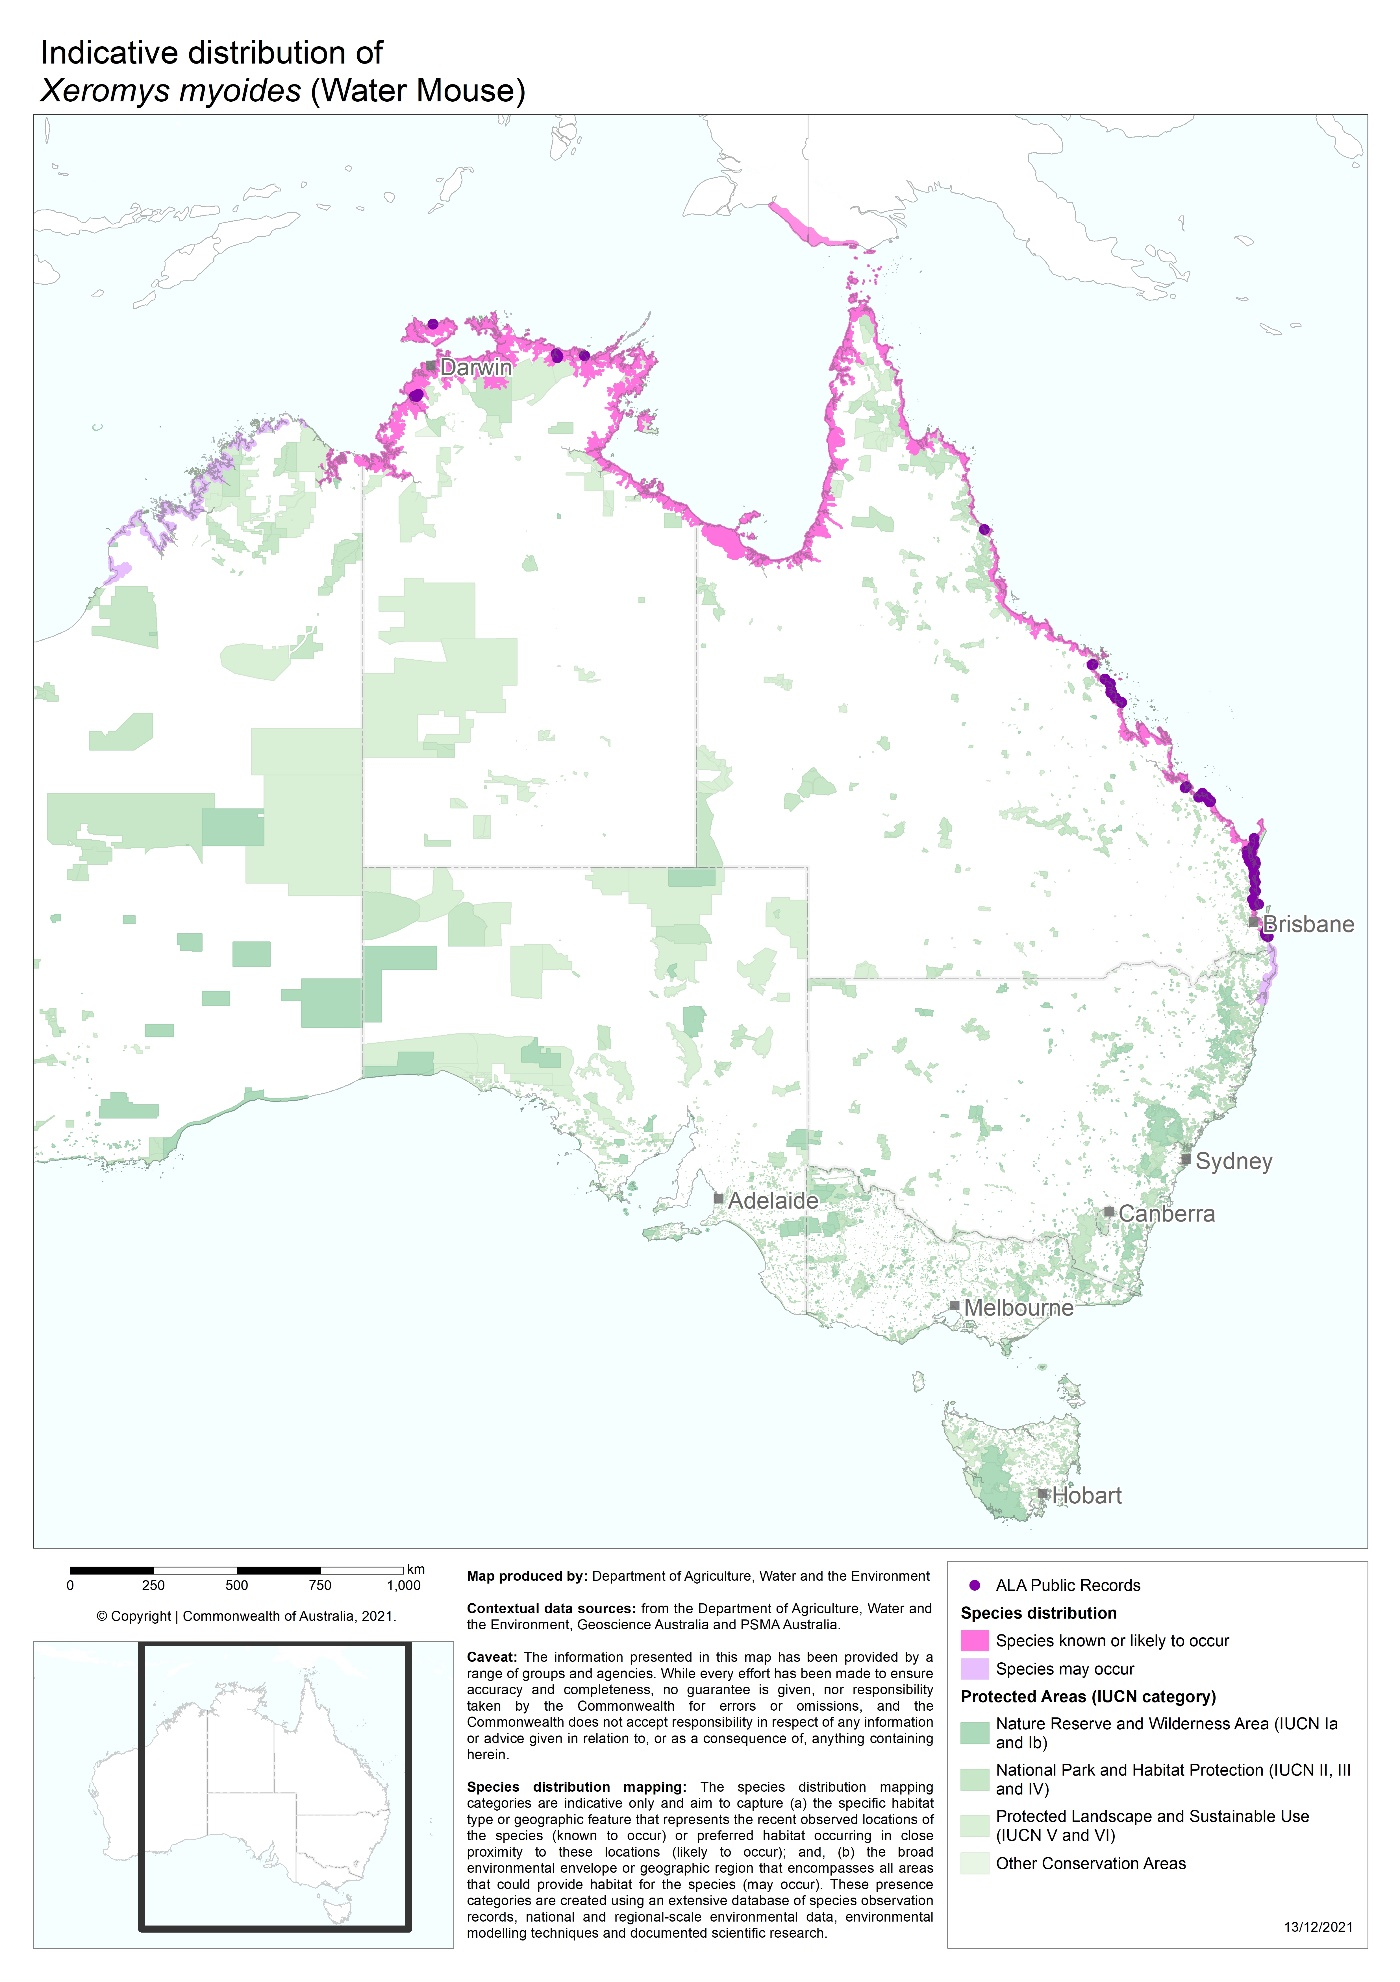 Indicative distribution of
Xeromys myoides (Water Mouse)
Darwin
Brisbane
Sydney
Adelaide
Canberra
Melbourne
Hobart
km
0 250 500 750 1,000
© Copyright | Commonwealth of Australia, 2021.
Map produced by: Department of Agriculture, Water and the Environment
Contextual data sources: from the Department of Agriculture, Water and
the Environment, Geoscience Australia and PSMA Australia.
Caveat: The information presented in this map has been provided by a
range of groups and agencies. While every effort has been made to ensure
accuracy and completeness, no guarantee is given, nor responsibility
taken by the Commonwealth for errors or omissions, and the
Commonwealth does not accept responsibility in respect of any information
or advice given in relation to, or as a consequence of, anything containing
herein.
Species distribution mapping: The species distribution mapping
categories are indicative only and aim to capture (a) the specific habitat
type or geographic feature that represents the recent observed locations of
the species (known to occur) or preferred habitat occurring in close
proximity to these locations (likely to occur); and, (b) the broad
environmental envelope or geographic region that encompasses all areas
that could provide habitat for the species (may occur). These presence
categories are created using an extensive database of species observation
records, national and regional-scale environmental data, environmental
modelling techniques and documented scientific research.
ALA Public Records
Species distribution
Species known or likely to occur
Species may occur
Protected Areas (IUCN category)
Nature Reserve and Wilderness Area (IUCN Ia
and Ib)
National Park and Habitat Protection (IUCN II, III
and IV)
Protected Landscape and Sustainable Use
(IUCN V and VI)
Other Conservation Areas
13/12/2021